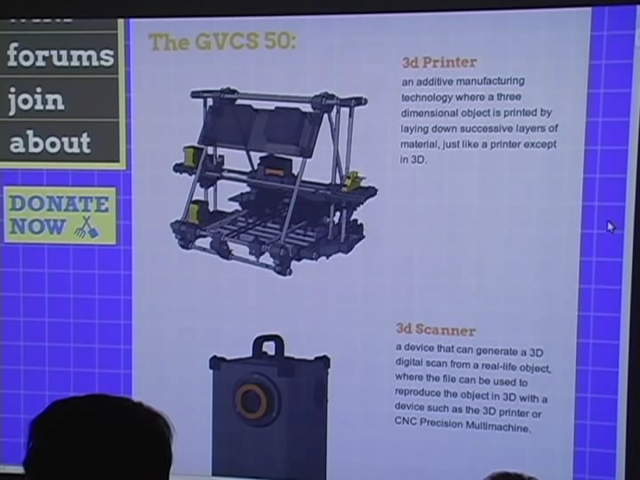 forums
join
about
DONATE
NOW
The GVCS 50:
3d Printer
an additive manufacturing
technology where a three
dimensional object is printed by
laying down successive layers of
material, just like a printer except
in 3D.
3d Scanner
a device that can generate a 3D
digital scan from a real-life object,
where the file can be used to
reproduce the object in 3D with a
device such as the 3D printer or
CNC Precision Multimachine.